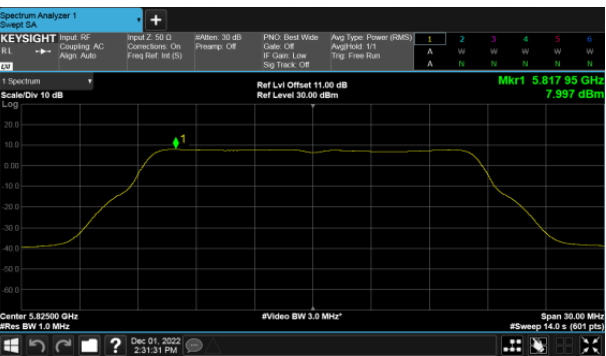 Spectrum Analyzer 1
Swept SA
+
KEYSIGHT Input: RF Input Z: 50 Ω #Atten: 30 dB PNO: Best Wide Avg Type: Power (RMS) 1 2 3 4 5 6
RL Coupling: AC Corrections: On Preamp: Off Gate: Off Avg|Hold: 1/1 A W W W W W
Align: Auto Freq Ref: Int (S) IF Gain: Low Trig: Free Run
Sig Track: Off A N N N N N
LXI
1 Spectrum Ref Lvl Offset 11.00 dB Mkr1 5.817 95 GHz
Scale/Div 10 dB Ref Level 30.00 dBm 7.997 dBm
Log
1
20.0
10.0
0.00
-10.0
-20.0
-30.0
-40.0
-50.0
-60.0
Center 5.82500 GHz #Video BW 3.0 MHz* Span 30.00 MHz
#Res BW 1.0 MHz #Sweep 14.0 s (601 pts)
? Dec 01, 2022
2:31:31 PM